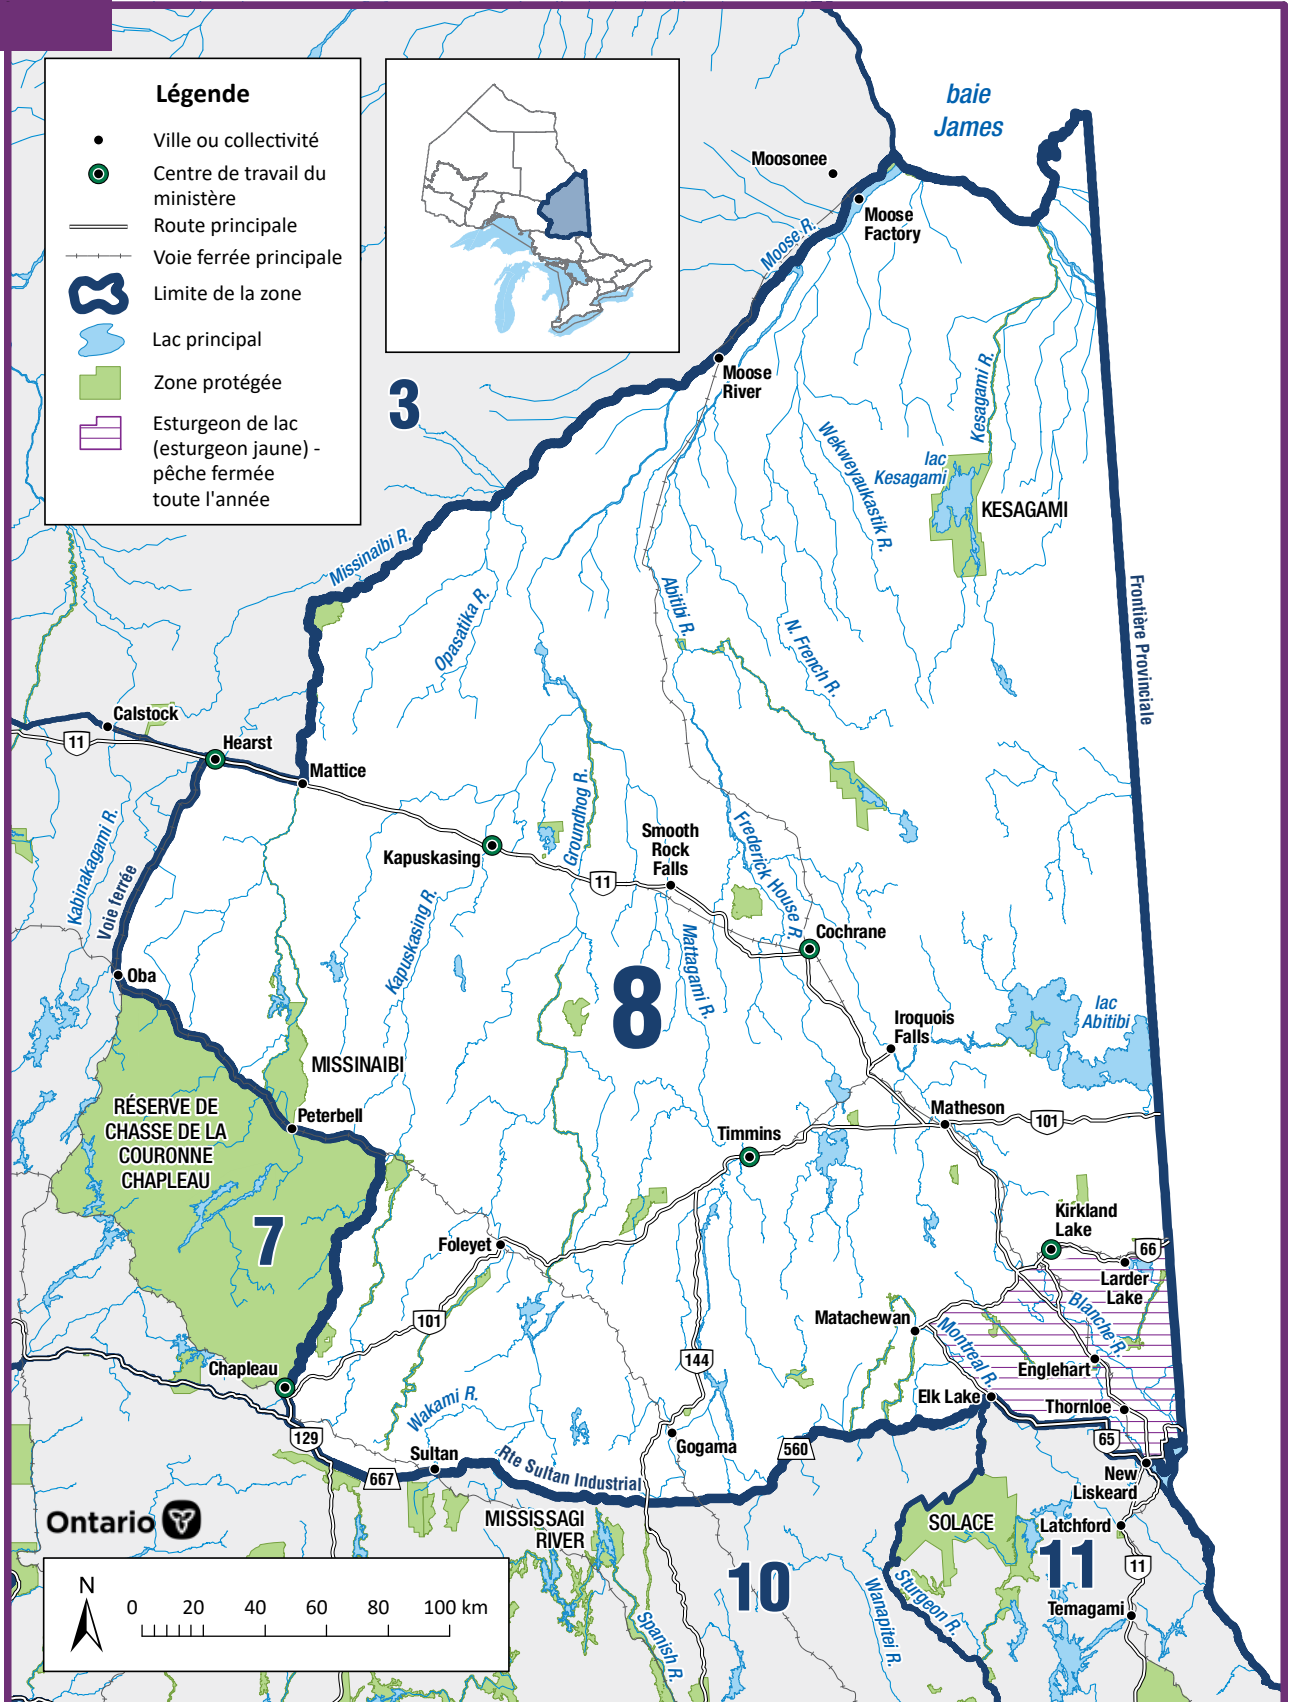 Légende
Ville ou collectivité
Centre de travail du
ministère
Route principale
Voie ferrée principale
Limite de la zone
Lac principal
Zone protégée
Esturgeon de lac
(esturgeon jaune) -
pêche fermée
toute l'année
baie
James
Moosonee
Moose
Factory
Moose R.
Moose
River
3
Kesagami R.
Wekweyaukastik R.
lac
Kesagami
KESAGAMI
Missinaibi R.
Opasatika R.
Abitibi R.
N. French R.
Frontière Provinciale
Calstock
11
Hearst
Mattice
Kabinakagami R.
Voie ferrée
Kapuskasing
Groundhog R.
Smooth
Rock
Falls
11
Frederick House R.
Kapuskasing R.
Mattagami R.
Cochrane
Oba
8
lac
Abitibi
Iroquois
Falls
MISSINAIBI
Peterbell
RÉSERVE DE
CHASSE DE LA
COURONNE
CHAPLEAU
7
Matheson
101
Timmins
Kirkland
Lake
66
Larder
Lake
Foleyet
101
Matachewan
Montreal R.
Blanche R.
Englehart
144
Chapleau
Elk Lake
Thornloe
65
Wakami R.
129
Gogama
560
Sultan
667
Rte Sultan Industrial
New
Liskeard
MISSISSAGI
RIVER
SOLACE
Latchford
11
11
10
Sturgeon R.
Wanapitei R.
Temagami
Spanish R.
Ontario
N
0 20 40 60 80 100 km